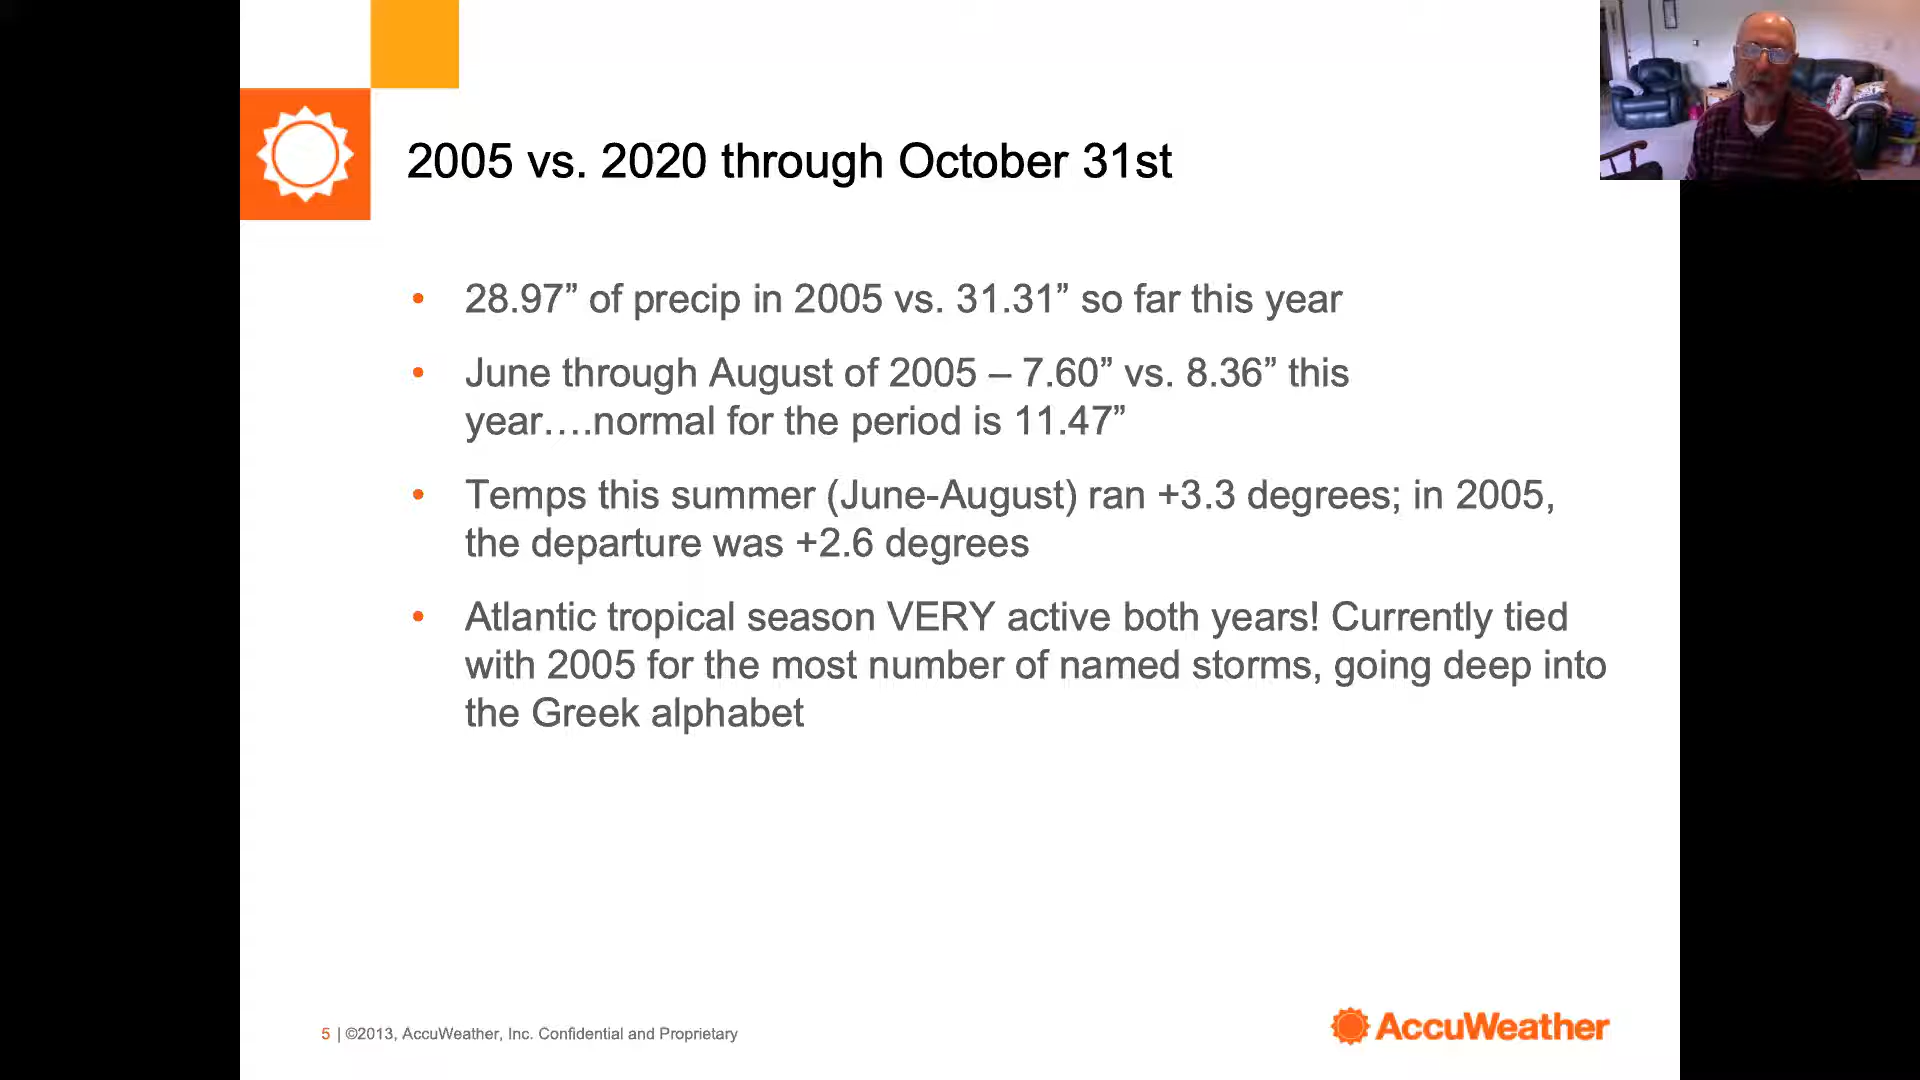 2005 vs. 2020 through October 31st
• 28.97” of precip in 2005 vs. 31.31” so far this year
• June through August of 2005 – 7.60” vs. 8.36” this
year….normal for the period is 11.47”
• Temps this summer (June-August) ran +3.3 degrees; in 2005,
the departure was +2.6 degrees
• Atlantic tropical season VERY active both years! Currently tied
with 2005 for the most number of named storms, going deep into
the Greek alphabet
5 | ©2013, AccuWeather, Inc. Confidential and Proprietary
AccuWeather